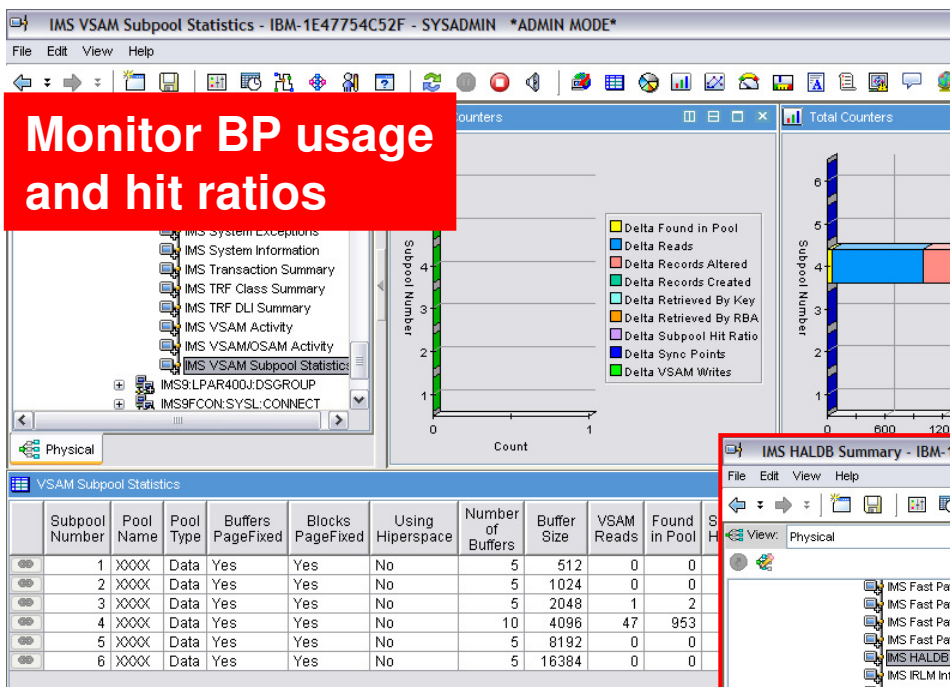 IMS VSAM Subpool Statistics - IBM-1E47754C52F - SYSADMIN *ADMIN MODE*
File Edit View Help
Monitor BP usage
and hit ratios
ounters
Total Counters
IMS System Exceptions
IMS System Information
IMS Transaction Summary
IMS TRF Class Summary
IMS TRF DLI Summary
IMS VSAM Activity
IMS VSAM/OSAM Activity
IMS VSAM Subpool Statistics
IMS9:LPAR400J:DSGROUP
IMS9FCON:SYSL:CONNECT
Physical
Subpool Number
4
3
2
1
0 1
Count
Delta Found in Pool
Delta Reads
Delta Records Altered
Delta Records Created
Delta Retrieved By Key
Delta Retrieved By RBA
Delta Subpool Hit Ratio
Delta Sync Points
Delta VSAM Writes
Subpool Number
6
5
4
3
2
1
0 600 120
VSAM Subpool Statistics
Subpool Number Pool Name Pool Type Buffers PageFixed Blocks PageFixed Using Hiperspace Number of Buffers Buffer Size VSAM Reads Found in Pool S H
1 XXXX Data Yes Yes No 5 512 0 0
2 XXXX Data Yes Yes No 5 1024 0 0
3 XXXX Data Yes Yes No 5 2048 1 2
4 XXXX Data Yes Yes No 10 4096 47 953
5 XXXX Data Yes Yes No 5 8192 0 0
6 XXXX Data Yes Yes No 5 16384 0 0
IMS HALDB Summary - IBM-1
File Edit View Help
View: Physical
IMS Fast Pa
IMS Fast Pa
IMS Fast Pa
IMS Fast Pa
IMS HALDB
IMS IRLM Int